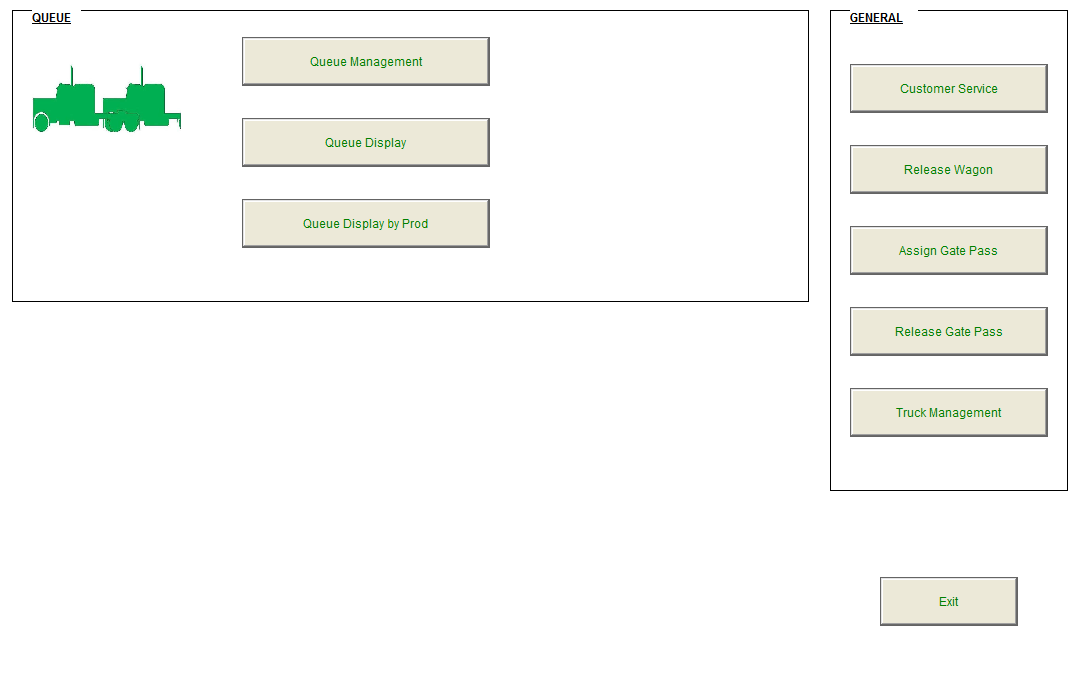 QUEUE
Queue Management
Queue Display
Queue Display by Prod
GENERAL
Customer Service
Release Wagon
Assign Gate Pass
Release Gate Pass
Truck Management
Exit